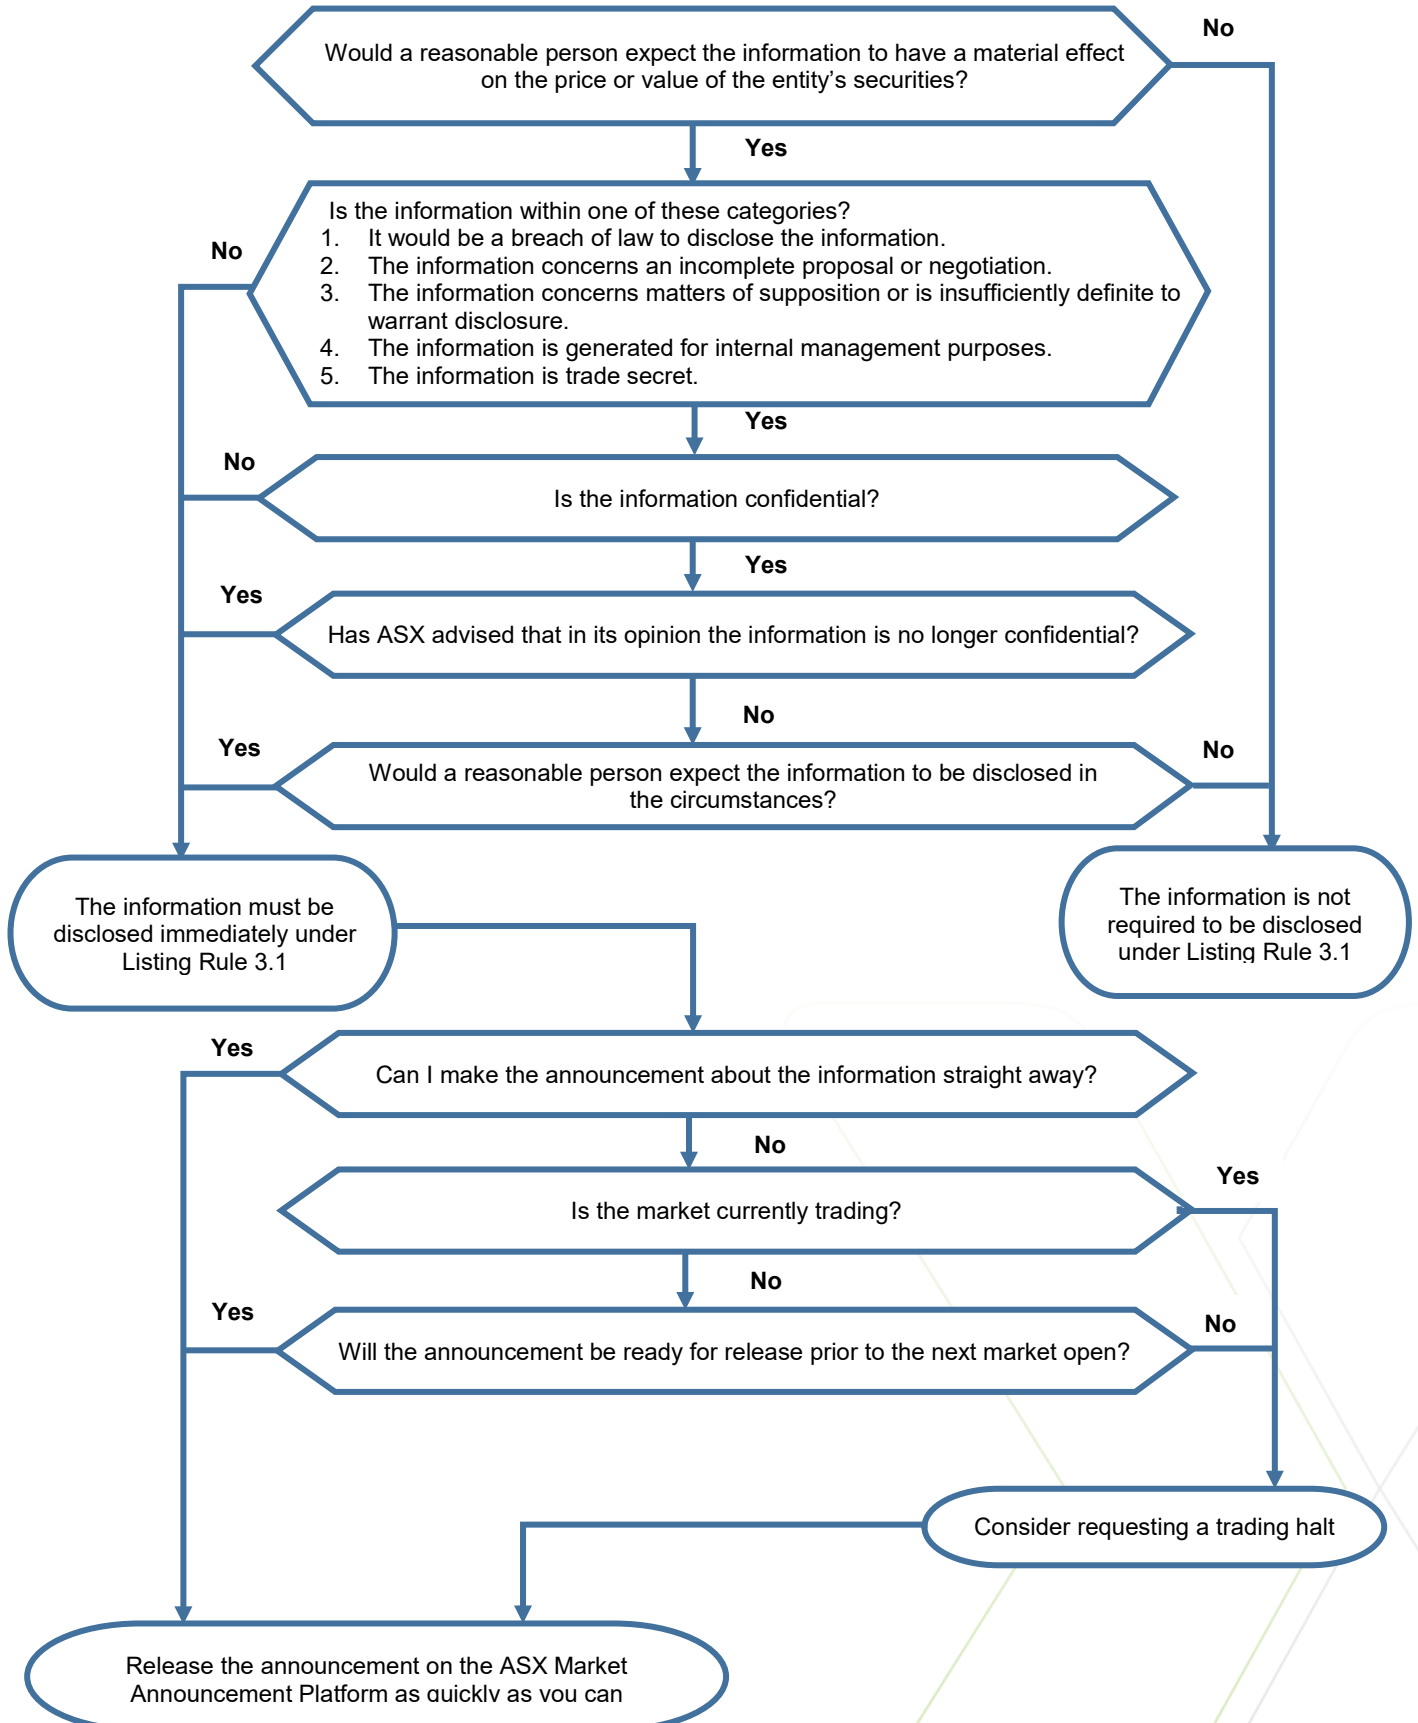 No
Would a reasonable person expect the information to have a material effect
on the price or value of the entity’s securities?
Yes
Is the information within one of these categories?
1. It would be a breach of law to disclose the information.
No
2. The information concerns an incomplete proposal or negotiation.
3. The information concerns matters of supposition or is insufficiently definite to
warrant disclosure.
4. The information is generated for internal management purposes.
5. The information is trade secret.
Yes
No
Is the information confidential?
Yes
Yes
Has ASX advised that in its opinion the information is no longer confidential?
No
Yes
No
Would a reasonable person expect the information to be disclosed in
the circumstances?
The information must be
disclosed immediately under
Listing Rule 3.1
The information is not
required to be disclosed
under Listing Rule 3.1
Yes
Can I make the announcement about the information straight away?
No
Yes
Is the market currently trading?
No
Yes
No
Will the announcement be ready for release prior to the next market open?
Consider requesting a trading halt
Release the announcement on the ASX Market
Announcement Platform as quickly as you can